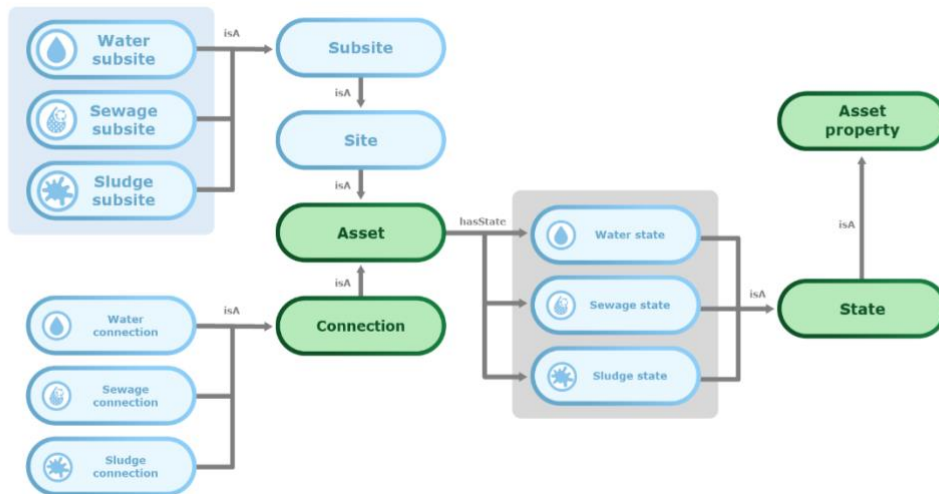 Water
subsite
isA
Subsite
isA
Sewage
subsite
Site
Asset
property
Sludge
subsite
isA
Asset
hasState
Water state
isA
isA
Water
connection
isA
Connection
Sewage state
isA
State
Sewage
connection
Sludge state
Sludge
connection